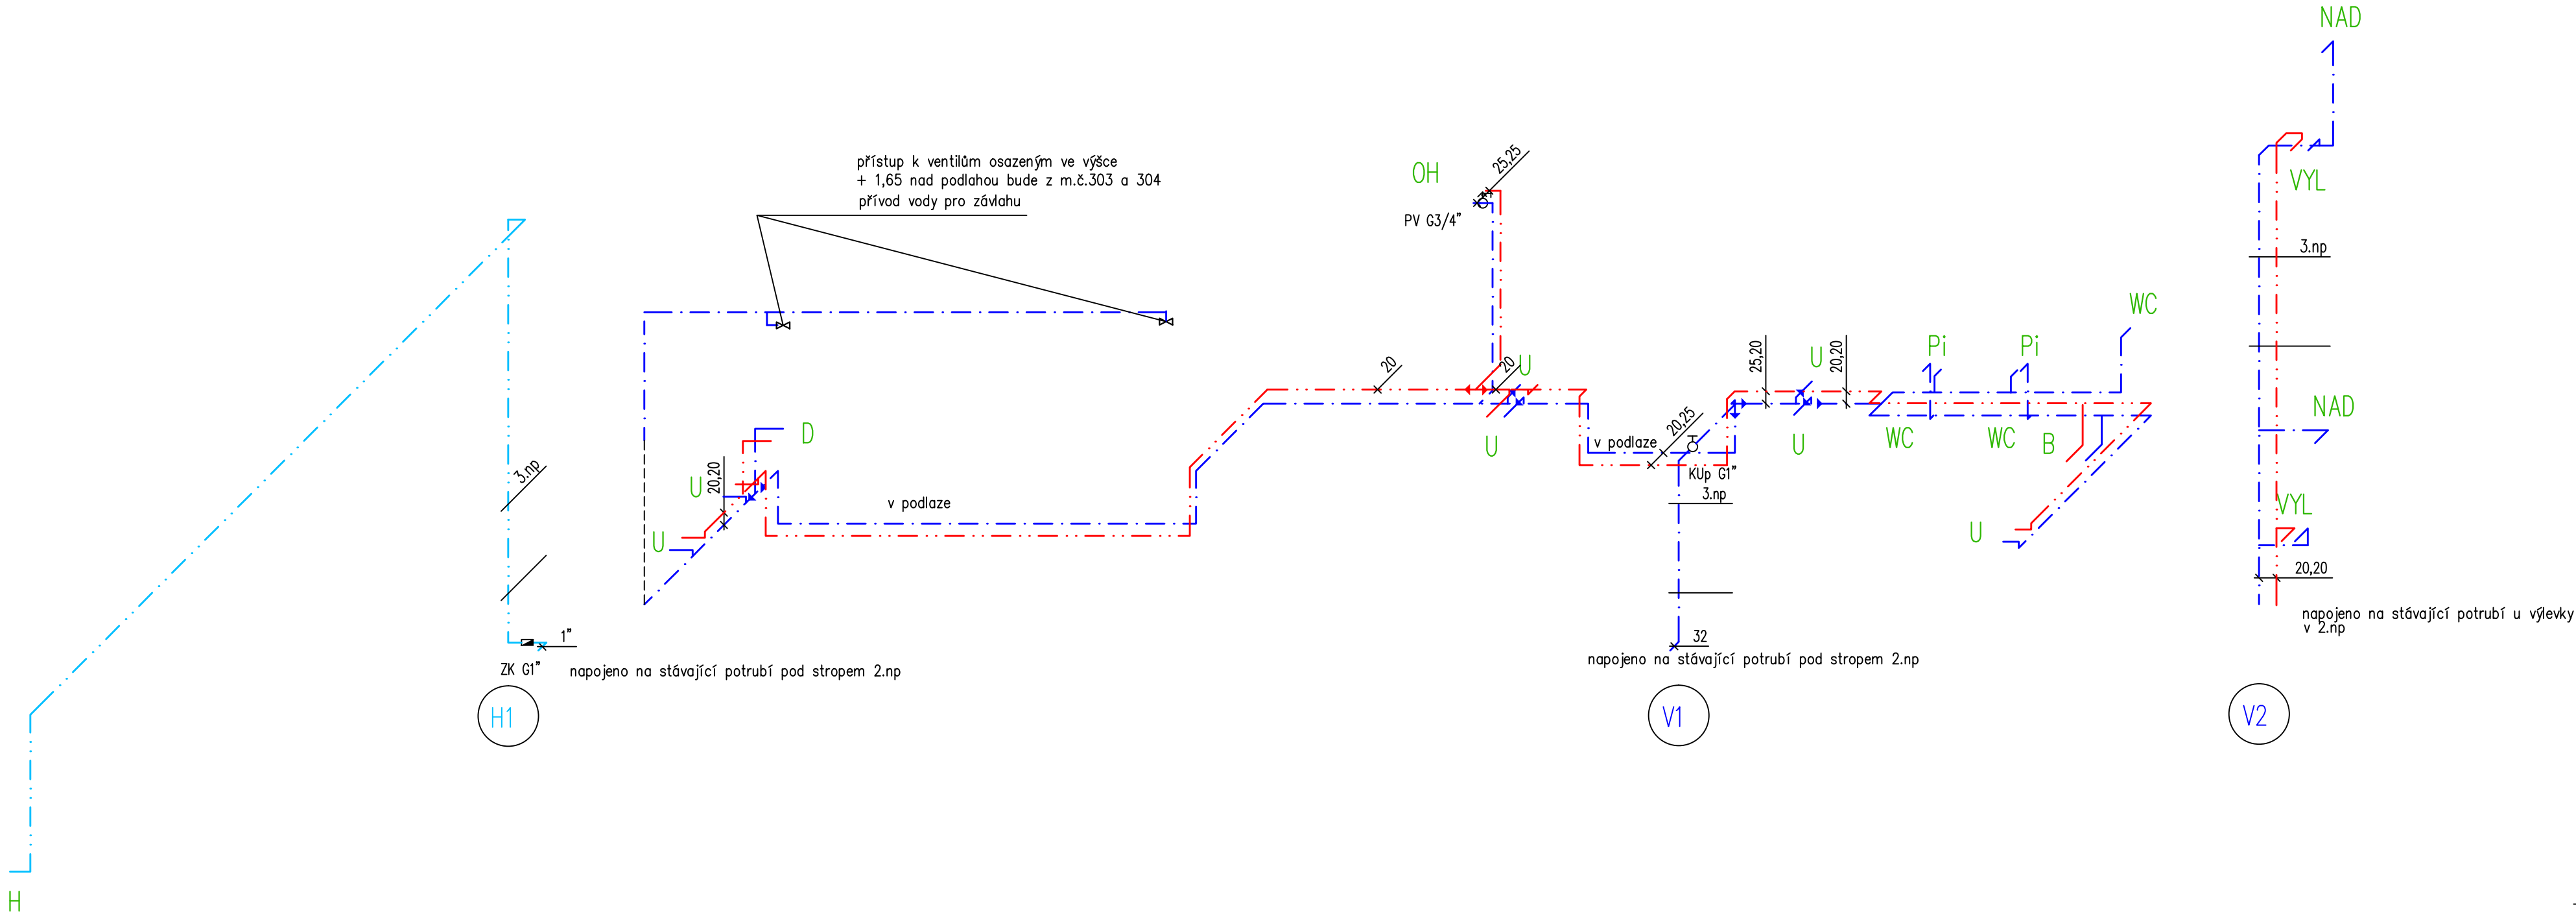 NAD
přístup k ventilům osazeným ve výšce
+ 1,65 nad podlahou bude z m.č.303 a 304
přívod vody pro závlahu
OH
25,25
PV G3/4"
VYL
3.np
WC
20
20
U
25,20
U
20,20
Pi
Pi
NAD
D
U
20,20
3.np
v podlaze
U
v podlaze
20,25
KUp G1"
3.np
U
WC
WC
B
VYL
U
U
20,20
napojeno na stávající potrubí u výlevky
v 2.np
1"
ZK G1"
napojeno na stávající potrubí pod stropem 2.np
32
napojeno na stávající potrubí pod stropem 2.np
H1
V1
V2
H